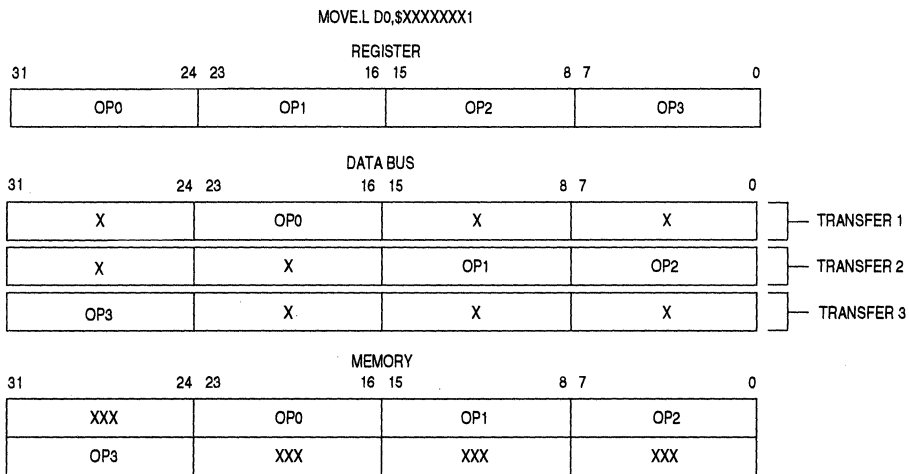 MOVE.L D0,$XXXXXXX1
REGISTER
31 24 23 16 15 8 7 0
OP0 OP1 OP2 OP3
DATA BUS
31 24 23 16 15 8 7 0
X OP0 X X TRANSFER 1
X X OP1 OP2 TRANSFER 2
OP3 X X X TRANSFER 3
MEMORY
31 24 23 16 15 8 7 0
XXX OP0 OP1 OP2
OP3 XXX XXX XXX